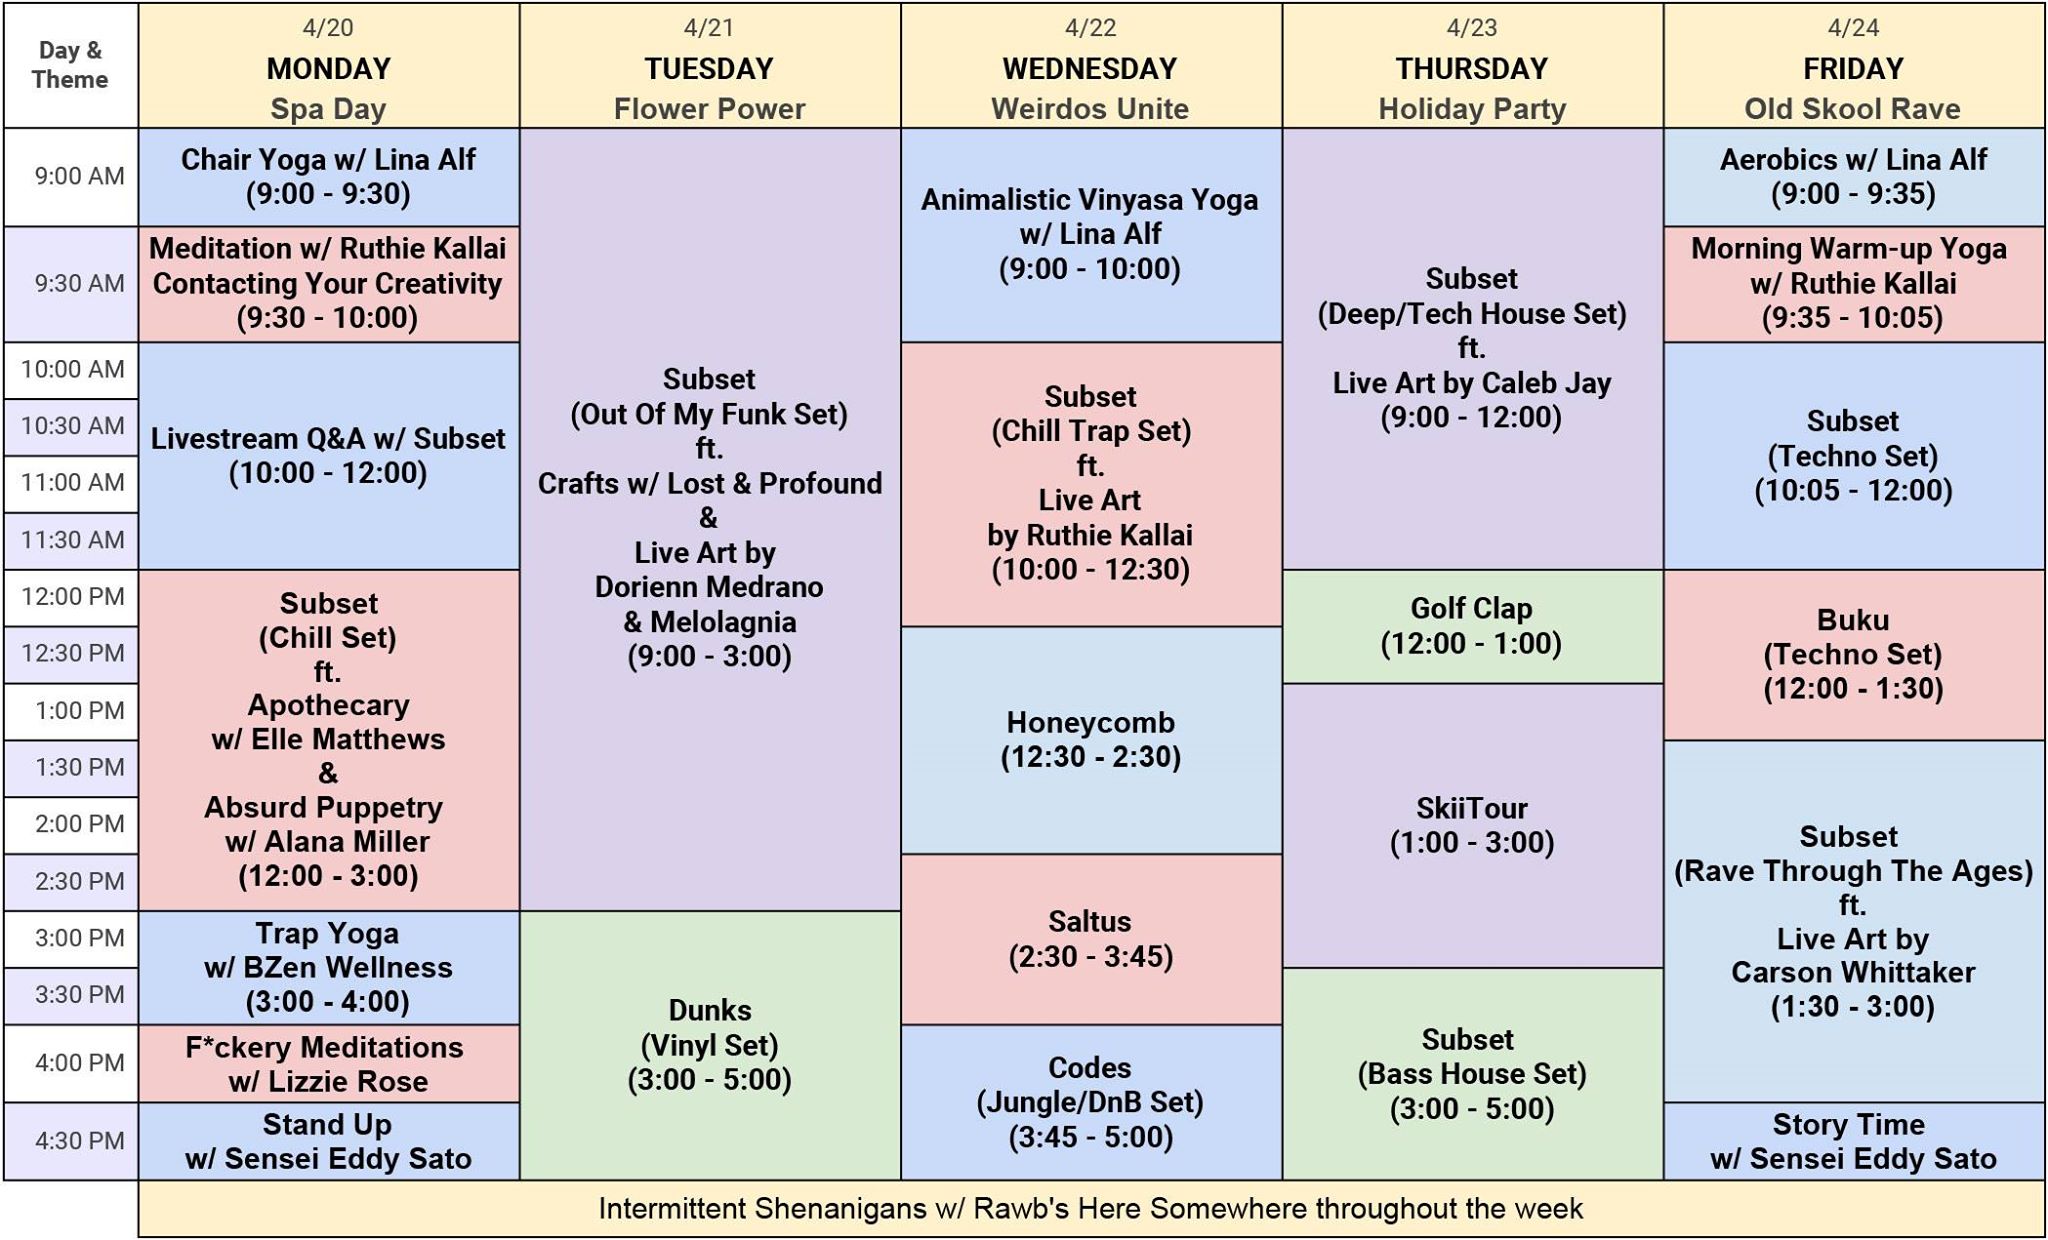 Day &
Theme
4/20
MONDAY
Spa Day
4/21
TUESDAY
Flower Power
4/22
WEDNESDAY
Weirdos Unite
4/23
THURSDAY
Holiday Party
4/24
FRIDAY
Old Skool Rave
9:00 AM
9:30 AM
10:00 AM
10:30 AM
11:00 AM
11:30 AM
12:00 PM
12:30 PM
1:00 PM
1:30 PM
2:00 PM
2:30 PM
3:00 PM
3:30 PM
4:00 PM
4:30 PM
Chair Yoga w/ Lina Alf
(9:00 - 9:30)
Meditation w/ Ruthie Kallai
Contacting Your Creativity
(9:30 - 10:00)
Livestream Q&A w/ Subset
(10:00 - 12:00)
Subset
(Chill Set)
ft.
Apothecary
w/ Elle Matthews
&
Absurd Puppetry
w/ Alana Miller
(12:00 - 3:00)
Trap Yoga
w/ BZen Wellness
(3:00 - 4:00)
F*ckery Meditations
w/ Lizzie Rose
Stand Up
w/ Sensei Eddy Sato
Subset
(Out Of My Funk Set)
ft.
Crafts w/ Lost & Profound
&
Live Art by
Dorienn Medrano
& Melolagnia
(9:00 - 3:00)
Dunks
(Vinyl Set)
(3:00 - 5:00)
Animalistic Vinyasa Yoga
w/ Lina Alf
(9:00 - 10:00)
Subset
(Chill Trap Set)
ft.
Live Art
by Ruthie Kallai
(10:00 - 12:30)
Honeycomb
(12:30 - 2:30)
Saltus
(2:30 - 3:45)
Codes
(Jungle/DnB Set)
(3:45 - 5:00)
Subset
(Deep/Tech House Set)
ft.
Live Art by Caleb Jay
(9:00 - 12:00)
Golf Clap
(12:00 - 1:00)
SkiiTour
(1:00 - 3:00)
Subset
(Bass House Set)
(3:00 - 5:00)
Aerobics w/ Lina Alf
(9:00 - 9:35)
Morning Warm-up Yoga
w/ Ruthie Kallai
(9:35 - 10:05)
Subset
(Techno Set)
(10:05 - 12:00)
Buku
(Techno Set)
(12:00 - 1:30)
Subset
(Rave Through The Ages)
ft.
Live Art by
Carson Whittaker
(1:30 - 3:00)
Story Time
w/ Sensei Eddy Sato
Intermittent Shenanigans w/ Rawb's Here Somewhere throughout the week